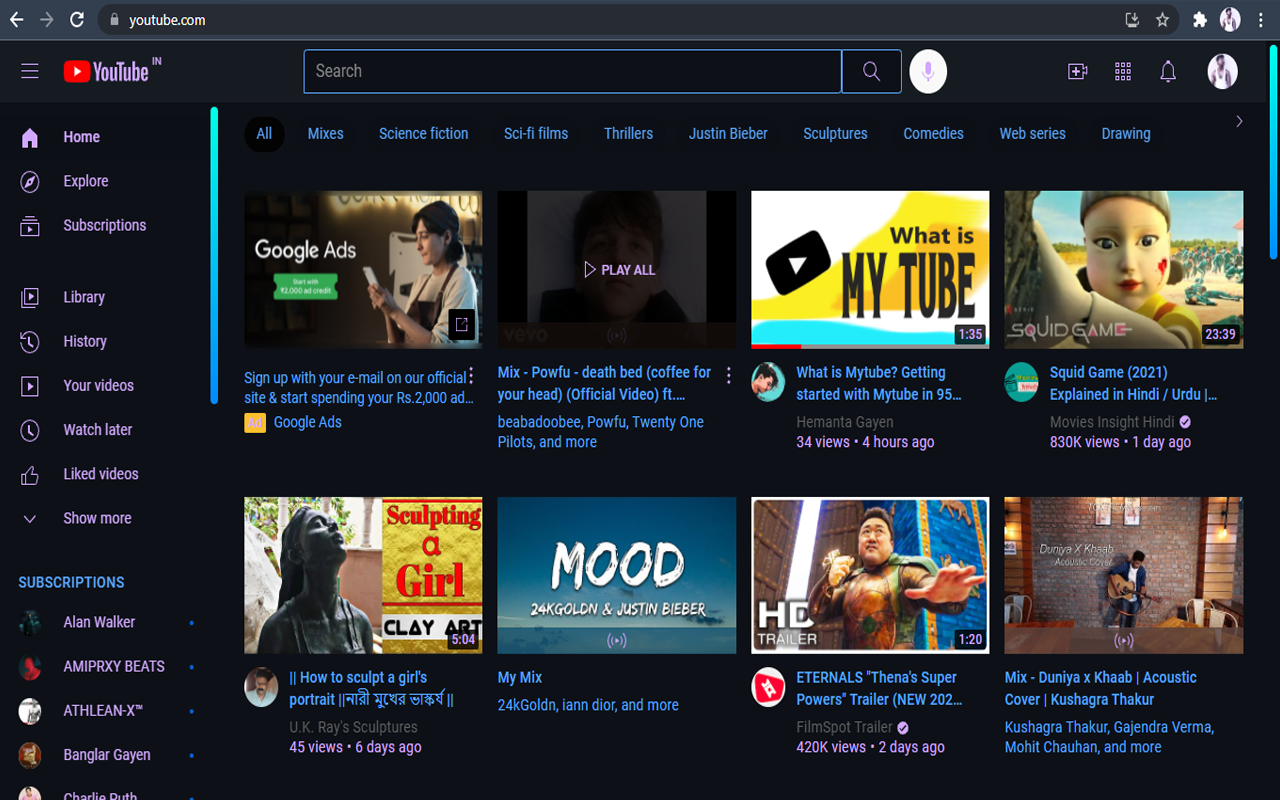 youtube.com
YouTube IN
Search
Home
Explore
Subscriptions
Library
History
Your videos
Watch later
Liked videos
Show more
SUBSCRIPTIONS
Alan Walker
AMIPRXY BEATS
ATHLEAN-X™
Banglar Gayen
Charlie Puth
All
Mixes
Science fiction
Sci-fi films
Thrillers
Justin Bieber
Sculptures
Comedies
Web series
Drawing
Google Ads
Start with
₹2,000 ad credit
Sign up with your e-mail on our official
site & start spending your Rs.2,000 ad...
Ad Google Ads
PLAY ALL
vevo
Mix - Powfu - death bed (coffee for
your head) (Official Video) ft....
beabadoobee, Powfu, Twenty One
Pilots, and more
What is
MY TUBE
1:35
What is Mytube? Getting
started with Mytube in 95...
Hemanta Gayen
34 views • 4 hours ago
SQUID GAME
23:39
Squid Game (2021)
Explained in Hindi / Urdu |...
Movies Insight Hindi
830K views • 1 day ago
Sculpting
a
Girl
CLAY ART
5:04
|| How to sculpt a girl's
portrait ||নারী মুখের ভাস্কর্য ||
U.K. Ray's Sculptures
45 views • 6 days ago
MOOD
24KGOLDN & JUSTIN BIEBER
My Mix
24kGoldn, iann dior, and more
HD
TRAILER
1:20
ETERNALS "Thena's Super
Powers" Trailer (NEW 202...
FilmSpot Trailer
420K views • 2 days ago
Duniya X Khaab
Acoustic Cover
Mix - Duniya x Khaab | Acoustic
Cover | Kushagra Thakur
Kushagra Thakur, Gajendra Verma,
Mohit Chauhan, and more